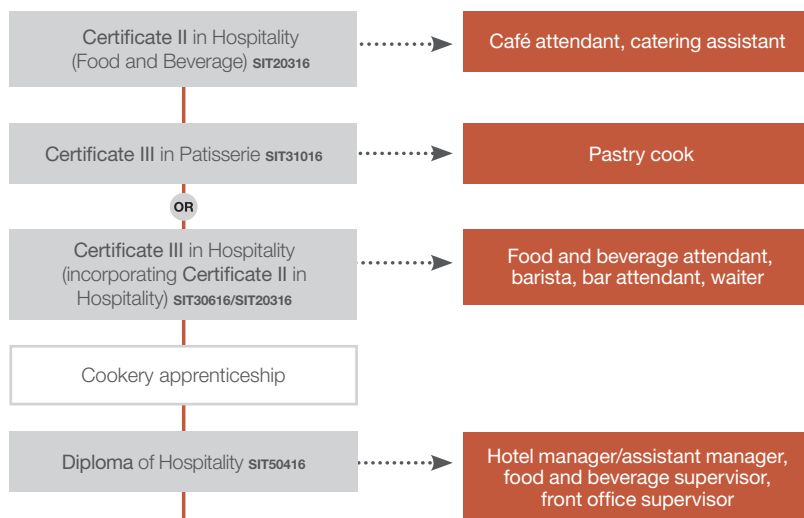 Certificate II in Hospitality
(Food and Beverage) SIT20316
Café attendant, catering assistant
Certificate III in Patisserie SIT31016
Pastry cook
OR
Certificate III in Hospitality
(incorporating Certificate II in
Hospitality) SIT30616/SIT20316
Food and beverage attendant,
barista, bar attendant, waiter
Cookery apprenticeship
Diploma of Hospitality SIT50416
Hotel manager/assistant manager,
food and beverage supervisor,
front office supervisor